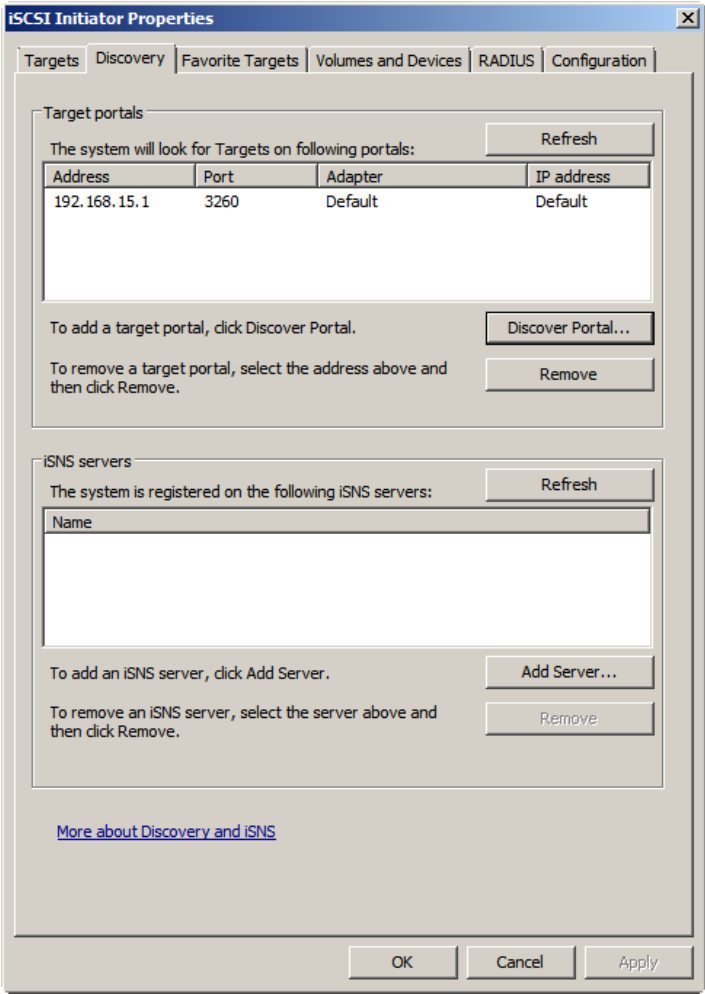 iSCSI Initiator Properties
Targets Discovery Favorite Targets Volumes and Devices RADIUS Configuration
Target portals
The system will look for Targets on following portals:
Refresh
Address Port Adapter IP address
192.168.15.1 3260 Default Default
To add a target portal, click Discover Portal.
Discover Portal...
To remove a target portal, select the address above and
then click Remove.
Remove
iSNS servers
The system is registered on the following iSNS servers:
Refresh
Name
To add an iSNS server, click Add Server.
Add Server...
To remove an iSNS server, select the server above and
then click Remove.
Remove
More about Discovery and iSNS
OK Cancel Apply